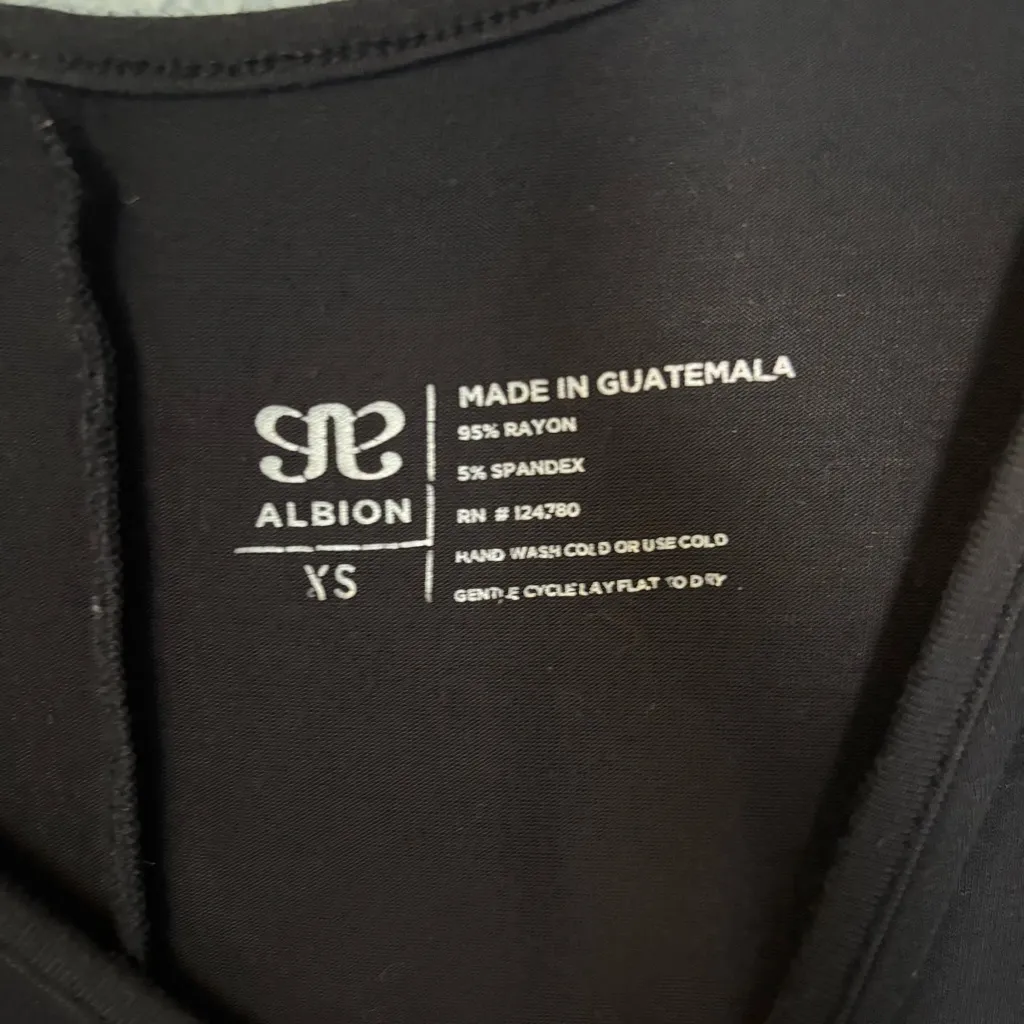 ALBION
XS
MADE IN GUATEMALA
95% RAYON
5% SPANDEX
RN # 124780
HAND WASH COLD OR USE COLD
GENTLE CYCLE LAY FLAT TO DRY